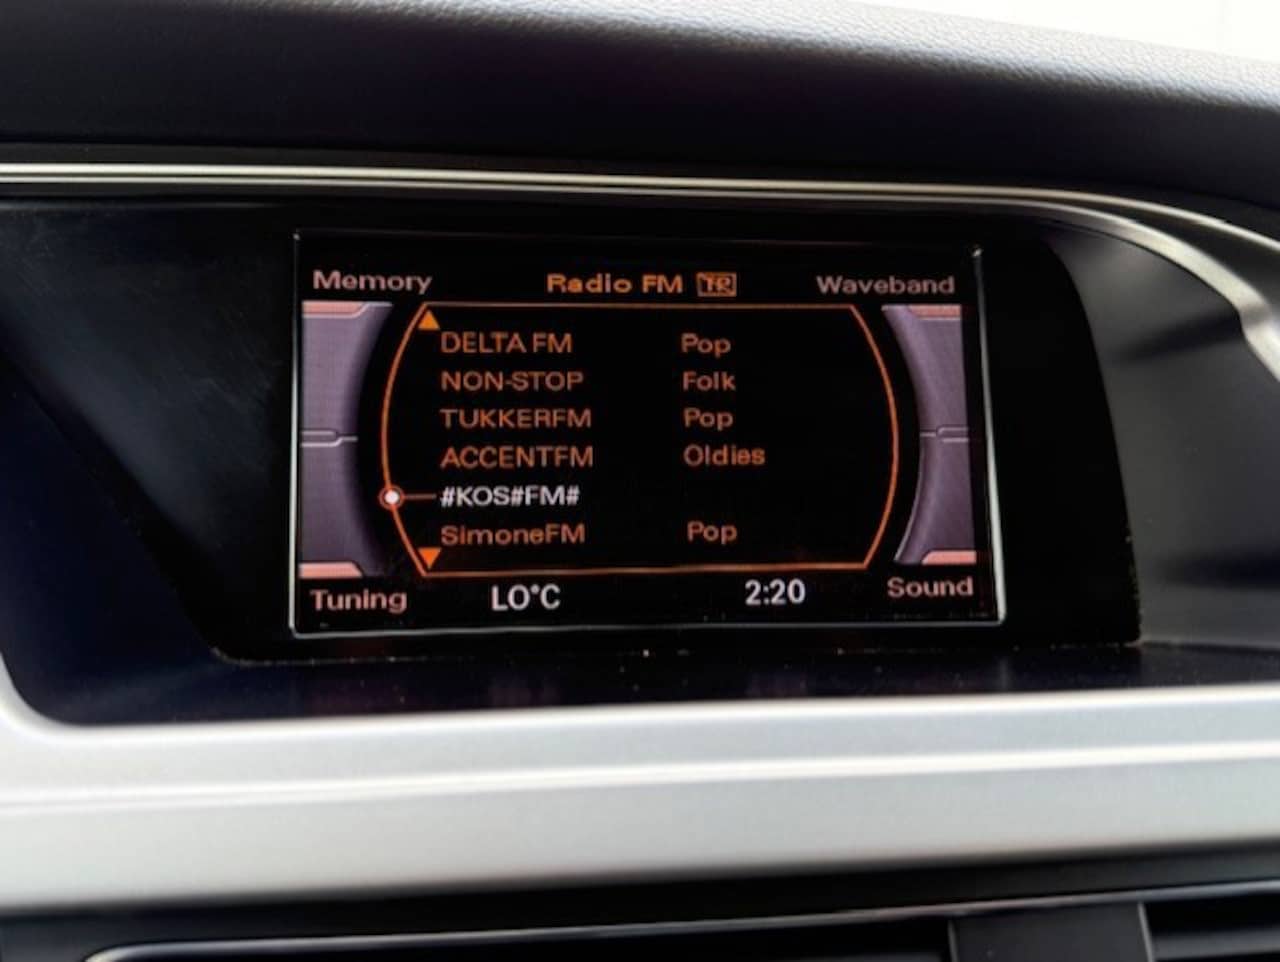 Memory Radio FM TP Waveband
DELTA FM Pop
NON-STOP Folk
TUKKERFM Pop
ACCENTFM Oldies
#KOS#FM#
SimoneFM Pop
Tuning LO°C 2:20 Sound